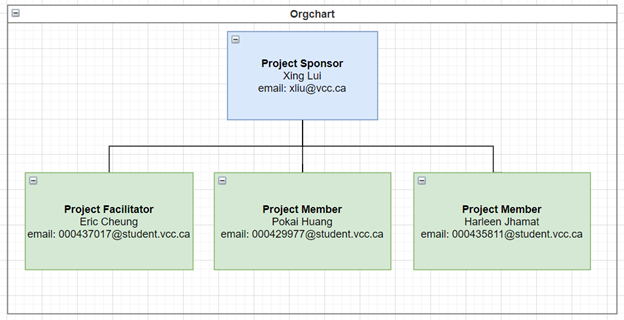 Orgchart
Project Sponsor
Xing Lui
email: xliu@vcc.ca
Project Facilitator
Eric Cheung
email: 000437017@student.vcc.ca
Project Member
Pokai Huang
email: 000429977@student.vcc.ca
Project Member
Harleen Jhamat
email: 000435811@student.vcc.ca